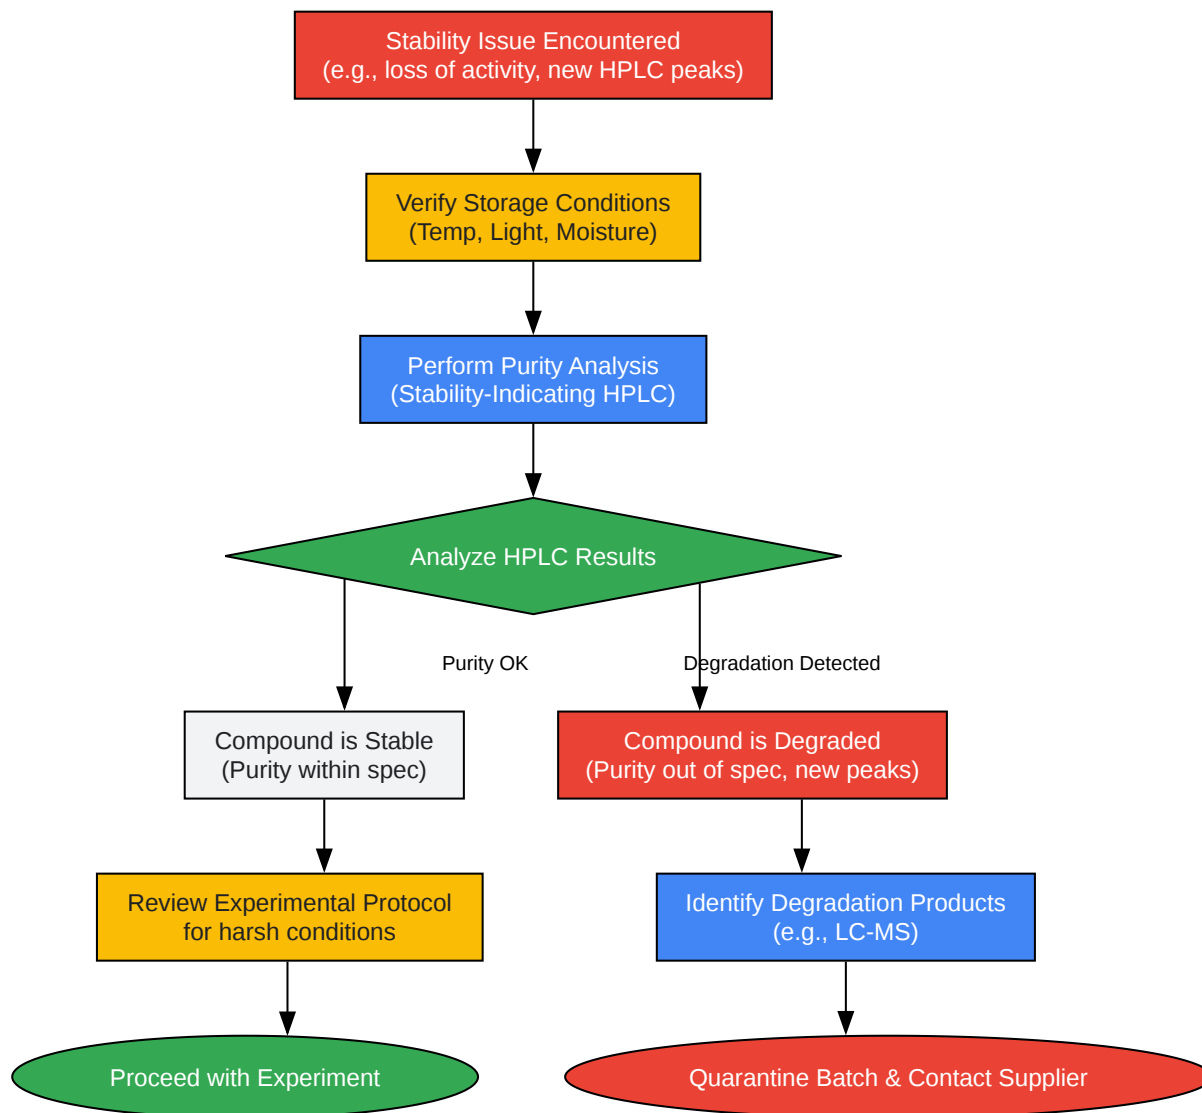 Stability Issue Encountered
(e.g., loss of activity, new HPLC peaks)
Verify Storage Conditions
(Temp, Light, Moisture)
Perform Purity Analysis
(Stability-Indicating HPLC)
Analyze HPLC Results
Purity OK
Degradation Detected
Compound is Stable
(Purity within spec)
Compound is Degraded
(Purity out of spec, new peaks)
Review Experimental Protocol
for harsh conditions
Identify Degradation Products
(e.g., LC-MS)
Proceed with Experiment
Quarantine Batch & Contact Supplier